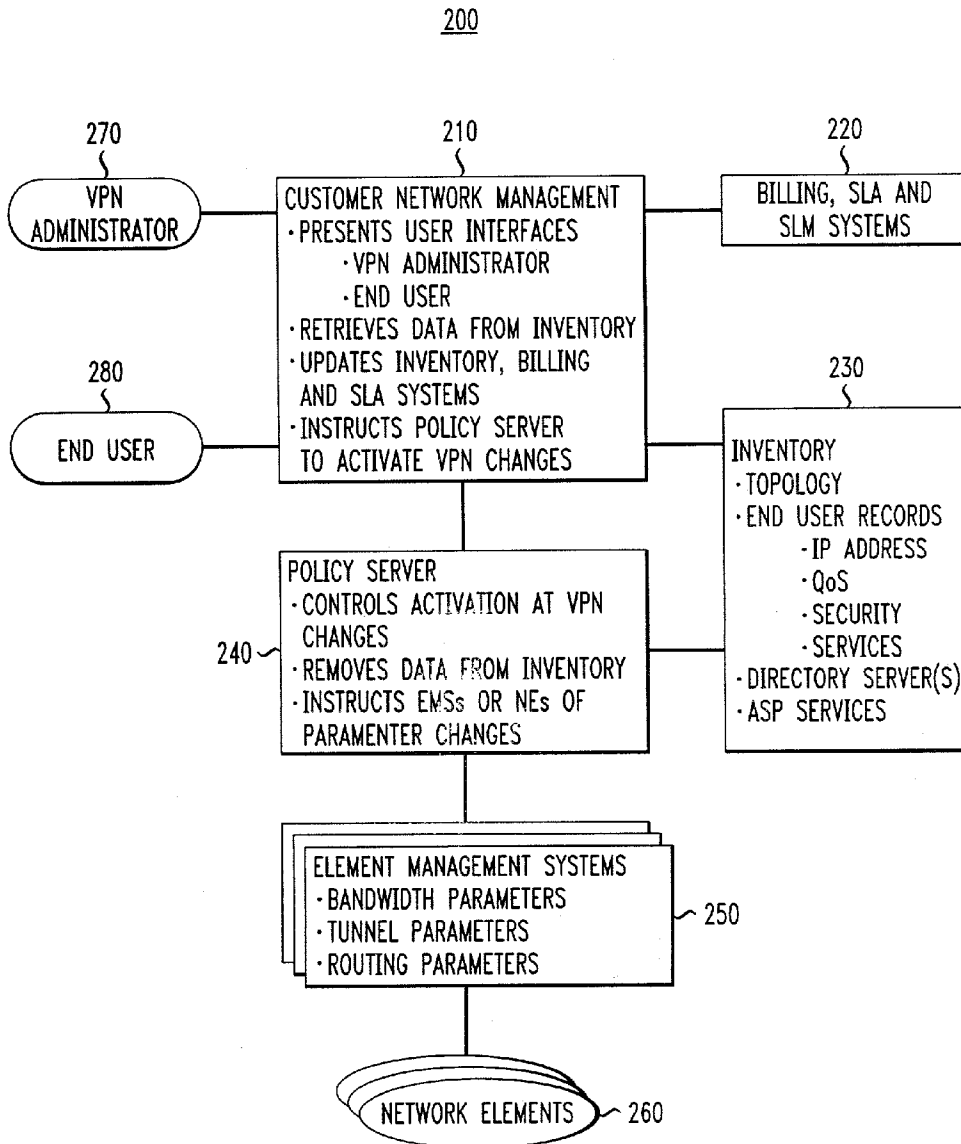 200
270
VPN
ADMINISTRATOR
210
CUSTOMER NETWORK MANAGEMENT
·PRESENTS USER INTERFACES
·VPN ADMINISTRATOR
·END USER
·RETRIEVES DATA FROM INVENTORY
·UPDATES INVENTORY, BILLING
AND SLA SYSTEMS
·INSTRUCTS POLICY SERVER
TO ACTIVATE VPN CHANGES
220
BILLING, SLA AND
SLM SYSTEMS
280
END USER
230
INVENTORY
·TOPOLOGY
·END USER RECORDS
·IP ADDRESS
·QoS
·SECURITY
·SERVICES
·DIRECTORY SERVER(S)
·ASP SERVICES
240
POLICY SERVER
·CONTROLS ACTIVATION AT VPN
CHANGES
·REMOVES DATA FROM INVENTORY
·INSTRUCTS EMSs OR NEs OF
PARAMENTER CHANGES
ELEMENT MANAGEMENT SYSTEMS
·BANDWIDTH PARAMETERS
·TUNNEL PARAMETERS
·ROUTING PARAMETERS
250
NETWORK ELEMENTS
260